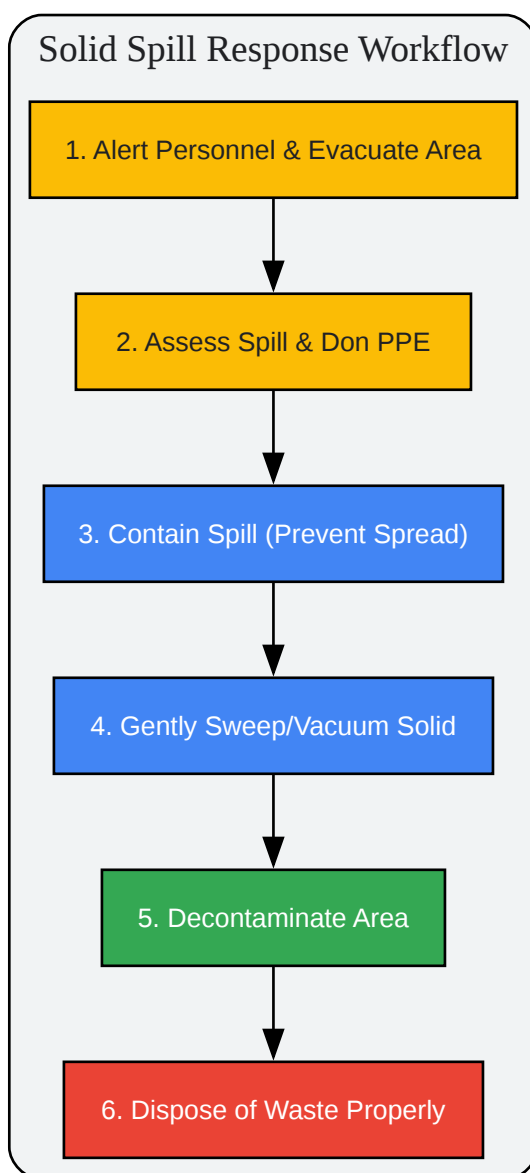 Solid Spill Response Workflow
1. Alert Personnel & Evacuate Area
2. Assess Spill & Don PPE
3. Contain Spill (Prevent Spread)
4. Gently Sweep/Vacuum Solid
5. Decontaminate Area
6. Dispose of Waste Properly